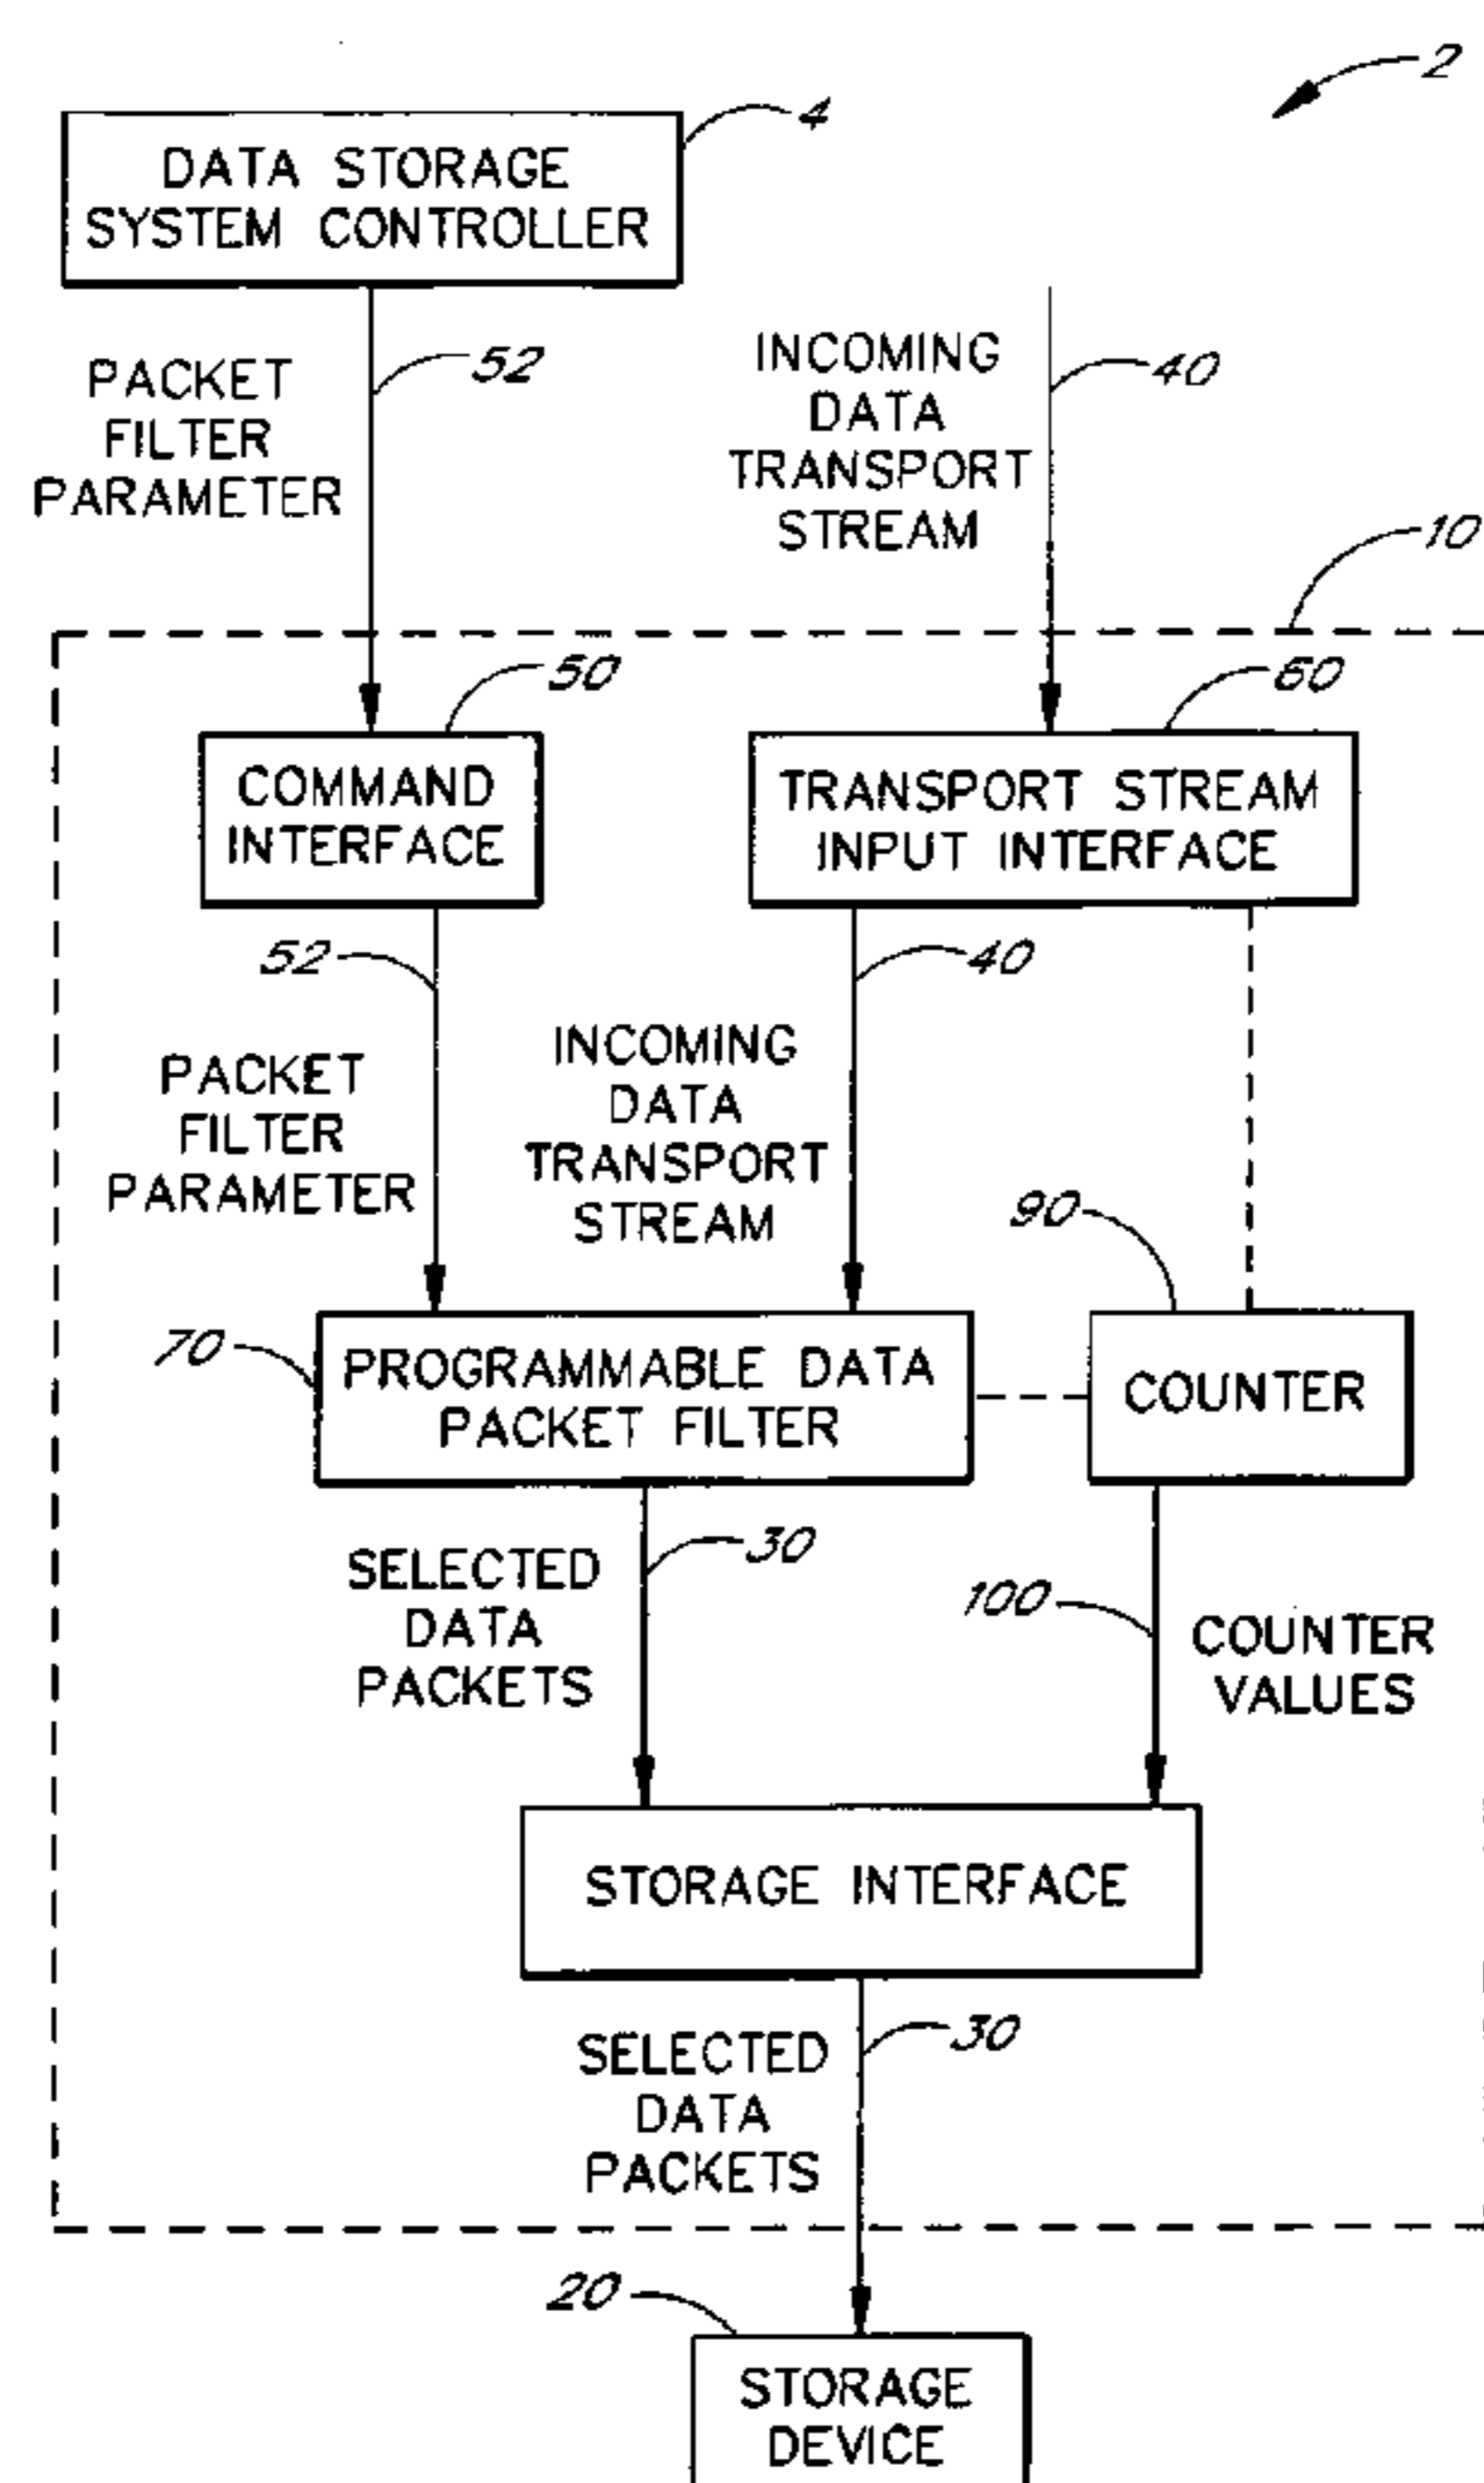 2
4
DATA STORAGE
SYSTEM CONTROLLER
52
PACKET
FILTER
PARAMETER
INCOMING
DATA
TRANSPORT
STREAM
40
10
50
60
COMMAND
INTERFACE
TRANSPORT STREAM
INPUT INTERFACE
52
40
PACKET
FILTER
PARAMETER
INCOMING
DATA
TRANSPORT
STREAM
90
70
PROGRAMMABLE DATA
PACKET FILTER
COUNTER
30
SELECTED
DATA
PACKETS
100
COUNTER
VALUES
STORAGE INTERFACE
30
SELECTED
DATA
PACKETS
20
STORAGE
DEVICE